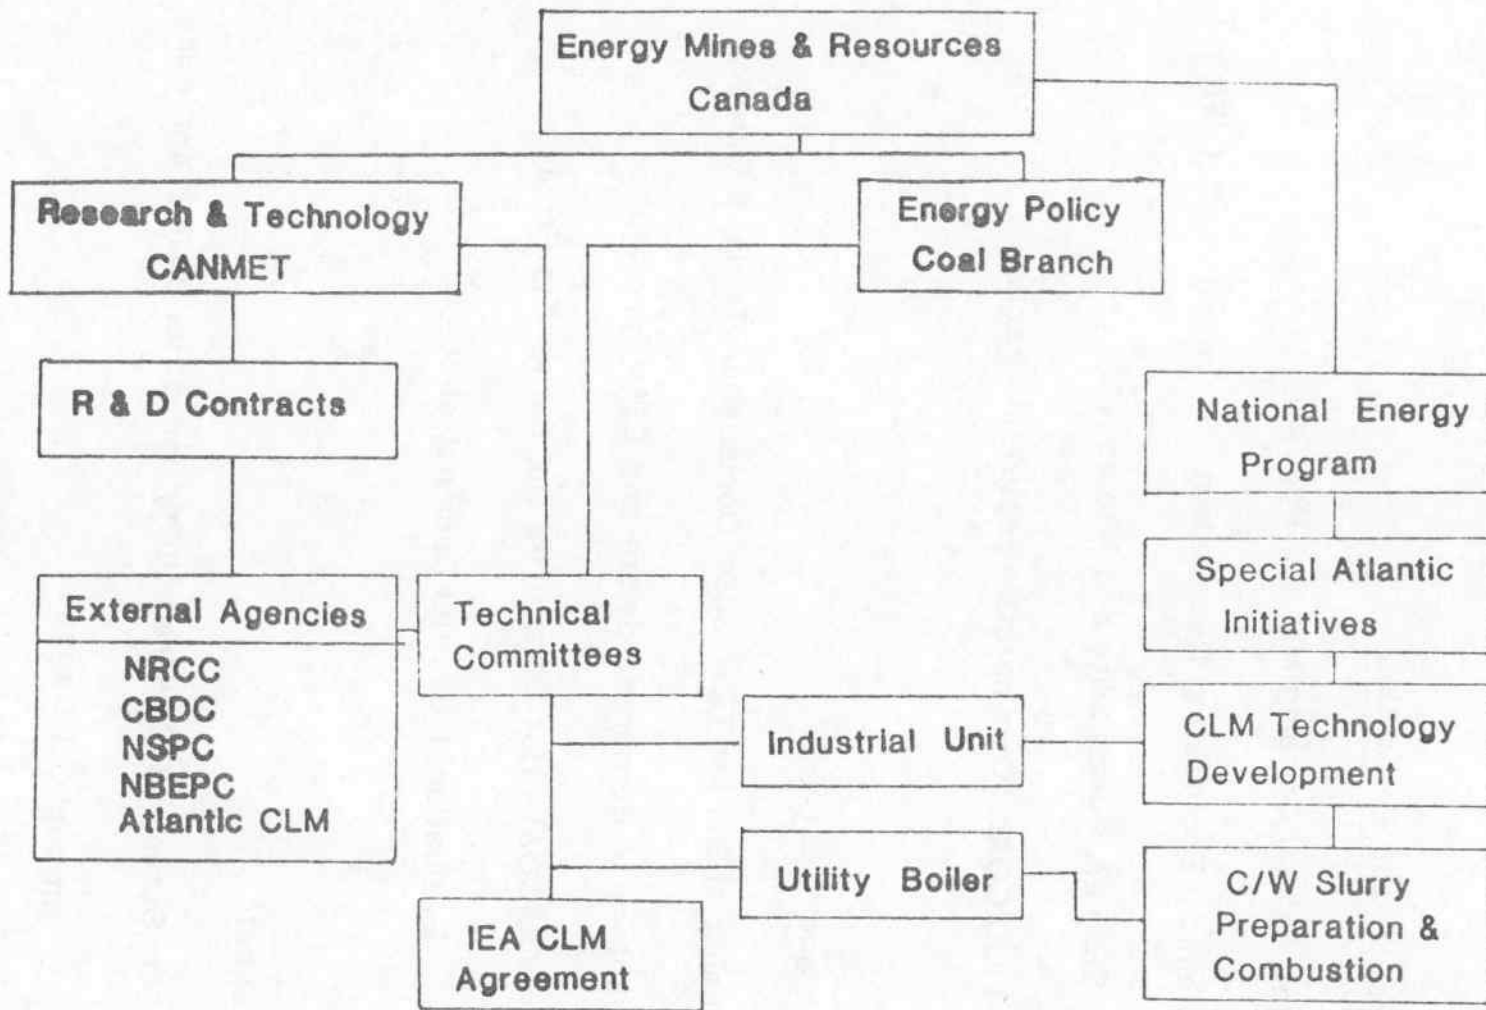 Energy Mines & Resources
Canada
Research & Technology
CANMET
Energy Policy
Coal Branch
R & D Contracts
National Energy
Program
External Agencies
NRCC
CBDC
NSPC
NBEPC
Atlantic CLM
Technical
Committees
Special Atlantic
Initiatives
Industrial Unit
CLM Technology
Development
Utility Boiler
C/W Slurry
Preparation &
Combustion
IEA CLM
Agreement